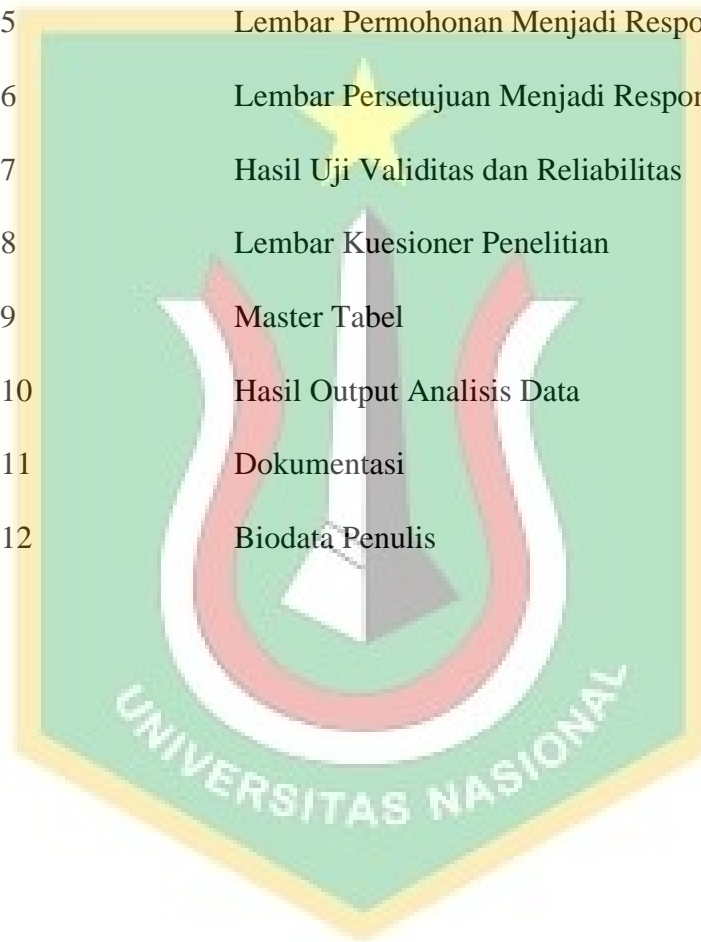 5 Lembar Permohonan Menjadi Respo
6 Lembar Persetujuan Menjadi Respon
7 Hasil Uji Validitas dan Reliabilitas
8 Lembar Kuesioner Penelitian
9 Master Tabel
10 Hasil Output Analisis Data
11 Dokumentasi
12 Biodata Penulis
UNIVERSITAS NASIONAL